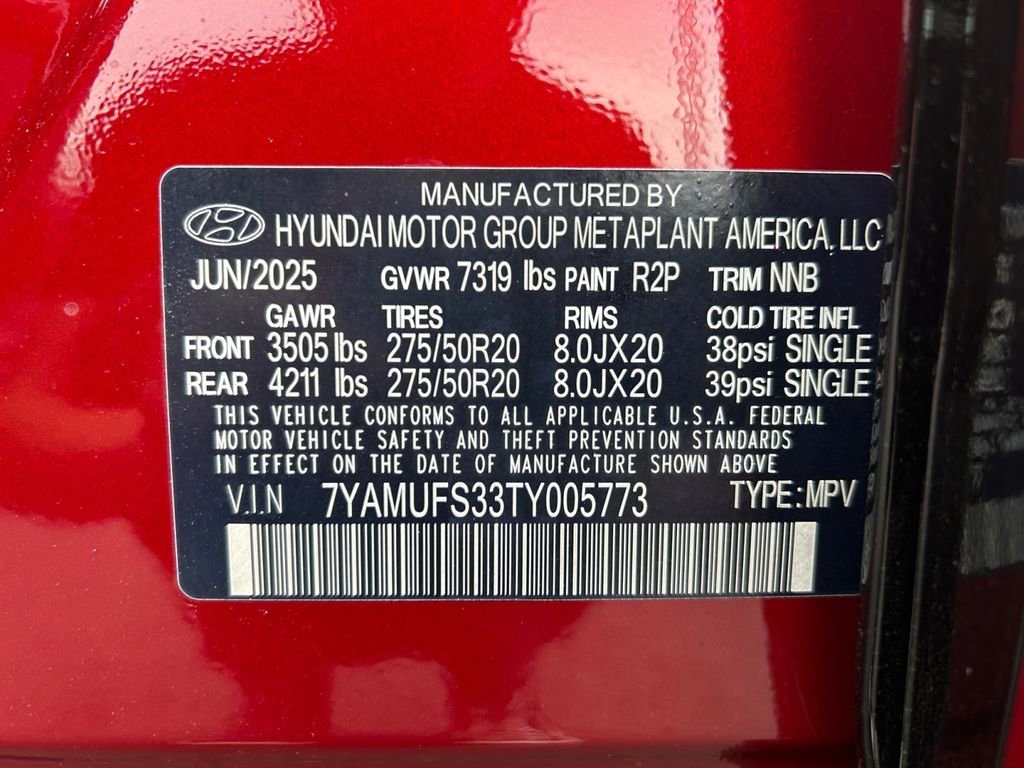 MANUFACTURED BY
HYUNDAI MOTOR GROUP METAPLANT AMERICA, LLC
JUN/2025 GVWR 7319 lbs PAINT R2P TRIM NNB
GAWR TIRES RIMS COLD TIRE INFL
FRONT 3505 lbs 275/50R20 8.0JX20 38psi SINGLE
REAR 4211 lbs 275/50R20 8.0JX20 39psi SINGLE
THIS VEHICLE CONFORMS TO ALL APPLICABLE U.S.A. FEDERAL
MOTOR VEHICLE SAFETY AND THEFT PREVENTION STANDARDS
IN EFFECT ON THE DATE OF MANUFACTURE SHOWN ABOVE
V.I.N 7YAMUFS33TY005773 TYPE:MPV